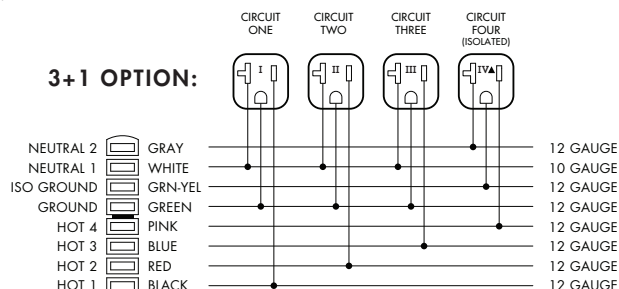 CIRCUIT ONE
CIRCUIT TWO
CIRCUIT THREE
CIRCUIT FOUR (ISOLATED)
3+1 OPTION:
I II III IV▲
NEUTRAL 2 GRAY 12 GAUGE
NEUTRAL 1 WHITE 10 GAUGE
ISO GROUND GRN-YEL 12 GAUGE
GROUND GREEN 12 GAUGE
HOT 4 PINK 12 GAUGE
HOT 3 BLUE 12 GAUGE
HOT 2 RED 12 GAUGE
HOT 1 BLACK 12 GAUGE